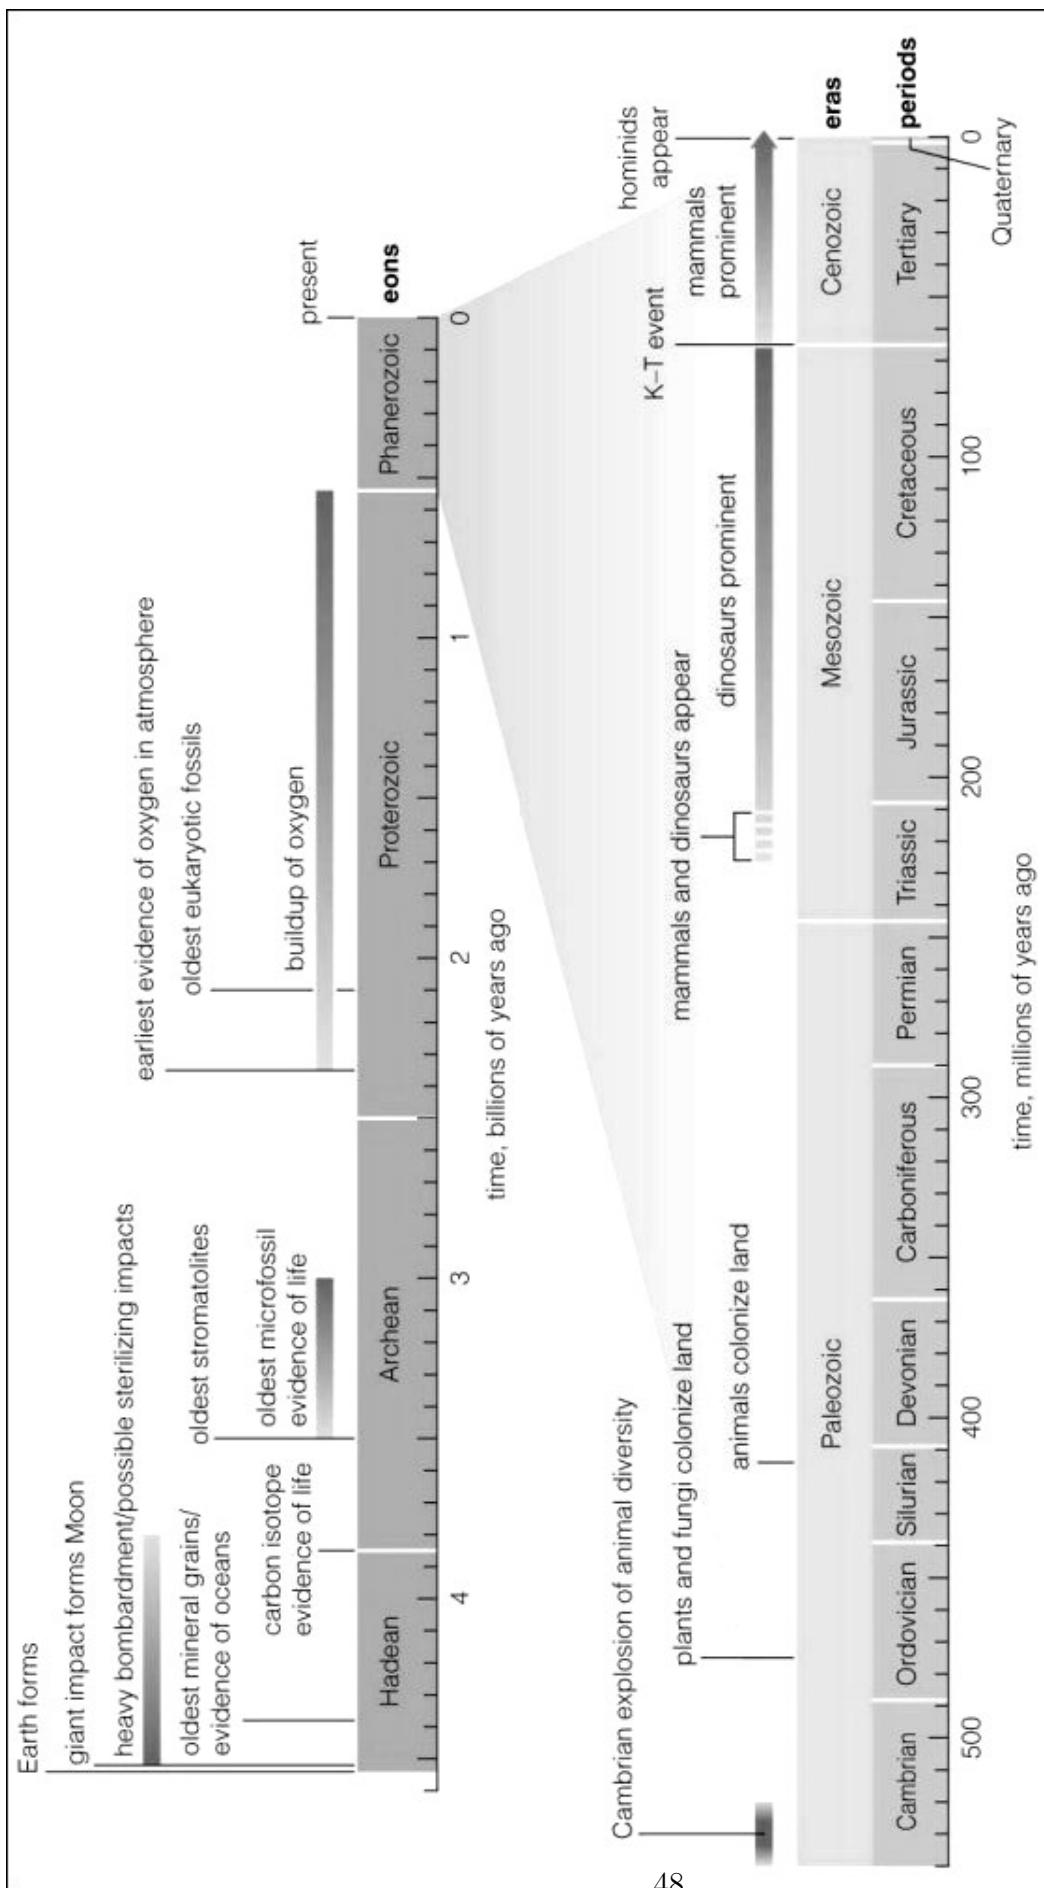 Earth forms
giant impact forms Moon
heavy bombardment/possible sterilizing impacts
oldest mineral grains/
evidence of oceans
carbon isotope
evidence of life
oldest stromatolites
oldest microfossil
evidence of life
earliest evidence of oxygen in atmosphere
oldest eukaryotic fossils
buildup of oxygen
present
eons
Hadean
Archean
Proterozoic
Phanerozoic
4
3
2
1
0
time, billions of years ago
Cambrian explosion of animal diversity
plants and fungi colonize land
animals colonize land
mammals and dinosaurs appear
dinosaurs prominent
K–T event
mammals
prominent
hominids
appear
eras
Paleozoic
Mesozoic
Cenozoic
periods
Cambrian
Ordovician
Silurian
Devonian
Carboniferous
Permian
Triassic
Jurassic
Cretaceous
Tertiary
Quaternary
500
400
300
200
100
0
time, millions of years ago
48